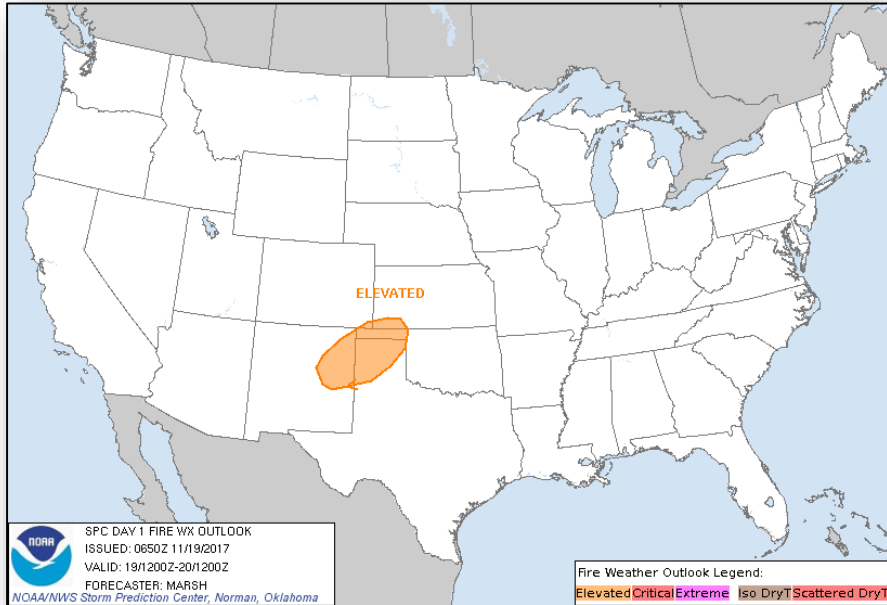 ELEVATED
NOAA
SPC DAY 1 FIRE WX OUTLOOK
ISSUED: 0650Z 11/19/2017
VALID: 19/1200Z-20/1200Z
FORECASTER: MARSH
NOAA/NWS Storm Prediction Center, Norman, Oklahoma
Fire Weather Outlook Legend:
Elevated Critical Extreme Iso DryT Scattered DryT